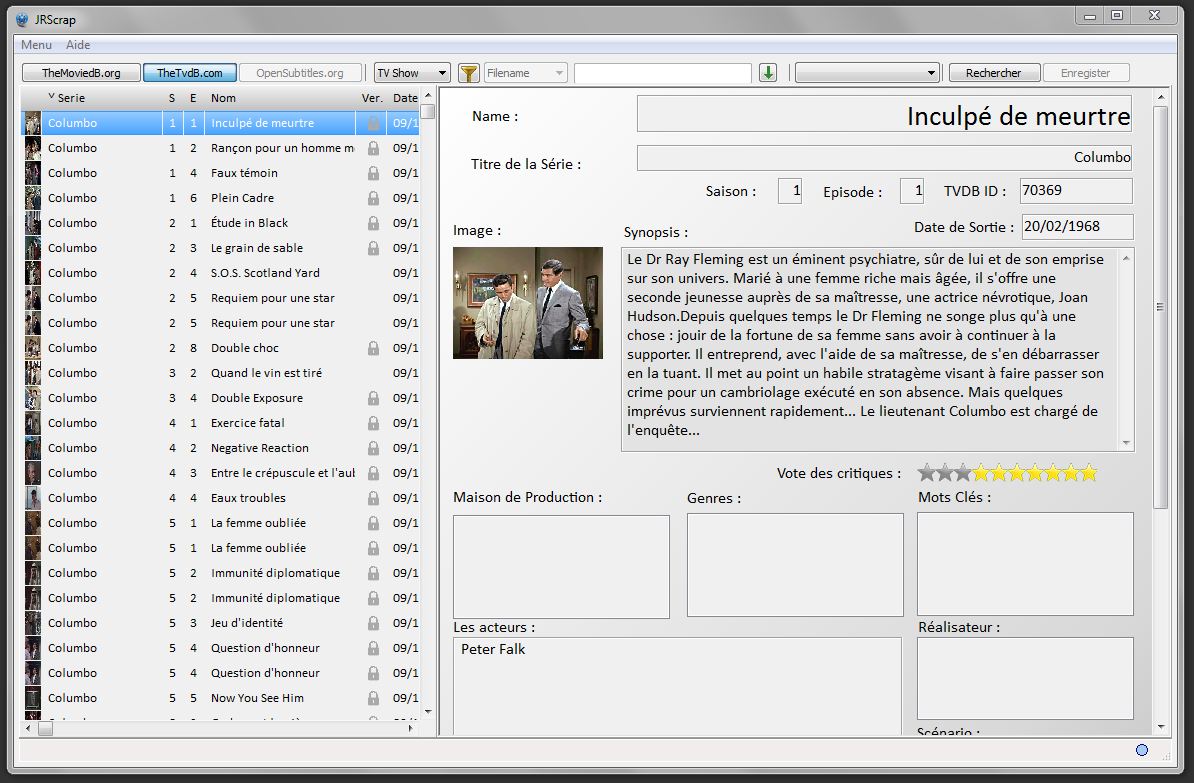 JRScrap
Menu Aide
TheMoviedB.org TheTvdB.com OpenSubtitles.org TV Show Filename Rechercher Enregister
Serie S E Nom Ver. Date
Columbo 1 1 Inculpé de meurtre 09/1
Columbo 1 2 Rançon pour un homme m 09/1
Columbo 1 4 Faux témoin 09/1
Columbo 1 6 Plein Cadre 09/1
Columbo 2 1 Étude in Black 09/1
Columbo 2 3 Le grain de sable 09/1
Columbo 2 4 S.O.S. Scotland Yard 09/1
Columbo 2 5 Requiem pour une star 09/1
Columbo 2 5 Requiem pour une star 09/1
Columbo 2 8 Double choc 09/1
Columbo 3 2 Quand le vin est tiré 09/1
Columbo 3 4 Double Exposure 09/1
Columbo 4 1 Exercice fatal 09/1
Columbo 4 2 Negative Reaction 09/1
Columbo 4 3 Entre le crépuscule et l'aub 09/1
Columbo 4 4 Eaux troubles 09/1
Columbo 5 1 La femme oubliée 09/1
Columbo 5 1 La femme oubliée 09/1
Columbo 5 2 Immunité diplomatique 09/1
Columbo 5 2 Immunité diplomatique 09/1
Columbo 5 3 Jeu d'identité 09/1
Columbo 5 4 Question d'honneur 09/1
Columbo 5 4 Question d'honneur 09/1
Columbo 5 5 Now You See Him 09/1
Name : Inculpé de meurtre
Titre de la Série : Columbo
Saison : 1 Episode : 1 TVDB ID : 70369
Date de Sortie : 20/02/1968
Image :
Synopsis :
Le Dr Ray Fleming est un éminent psychiatre, sûr de lui et de son emprise
sur son univers. Marié à une femme riche mais âgée, il s'offre une
seconde jeunesse auprès de sa maîtresse, une actrice névrotique, Joan
Hudson.Depuis quelques temps le Dr Fleming ne songe plus qu'à une
chose : jouir de la fortune de sa femme sans avoir à continuer à la
supporter. Il entreprend, avec l'aide de sa maîtresse, de s'en débarrasser
en la tuant. Il met au point un habile stratagème visant à faire passer son
crime pour un cambriolage exécuté en son absence. Mais quelques
imprévus surviennent rapidement... Le lieutenant Columbo est chargé de
l'enquête...
Vote des critiques :
Maison de Production : Genres : Mots Clés :
Les acteurs : Réalisateur :
Peter Falk
Scénario :